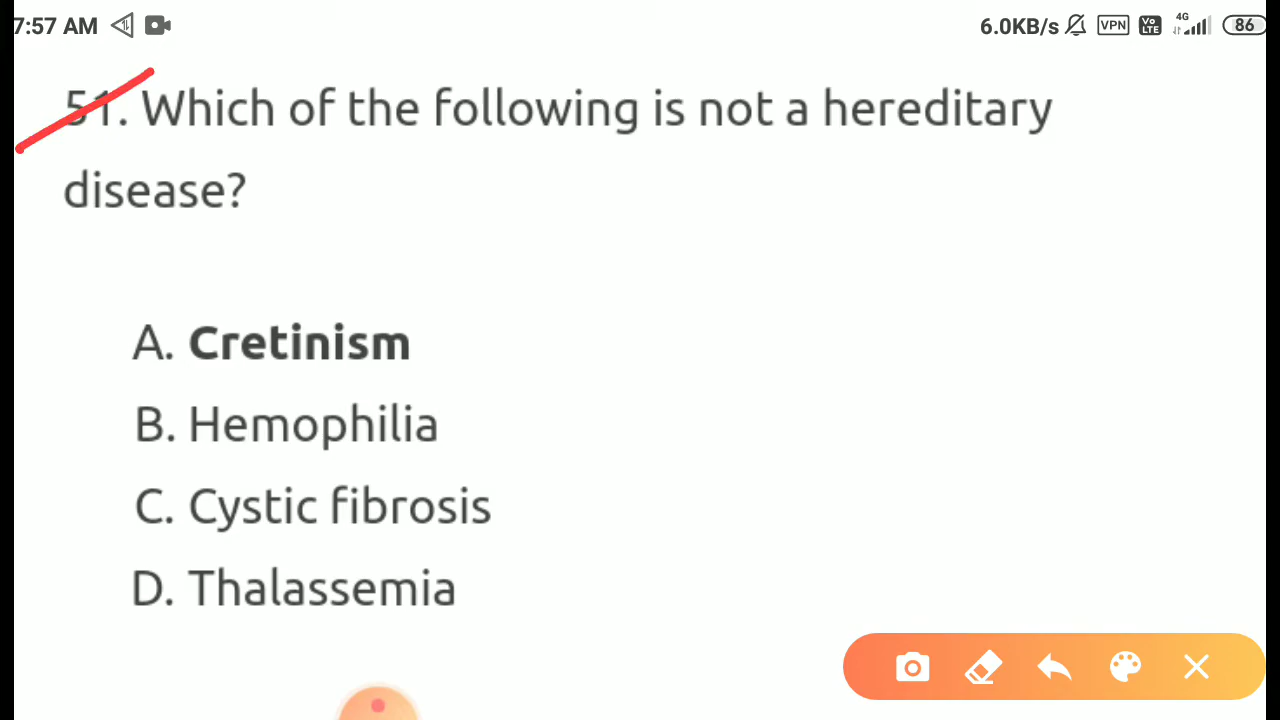 7:57 AM 6.0KB/s VPN Vo LTE 4G 86
51. Which of the following is not a hereditary
disease?
A. Cretinism
B. Hemophilia
C. Cystic fibrosis
D. Thalassemia